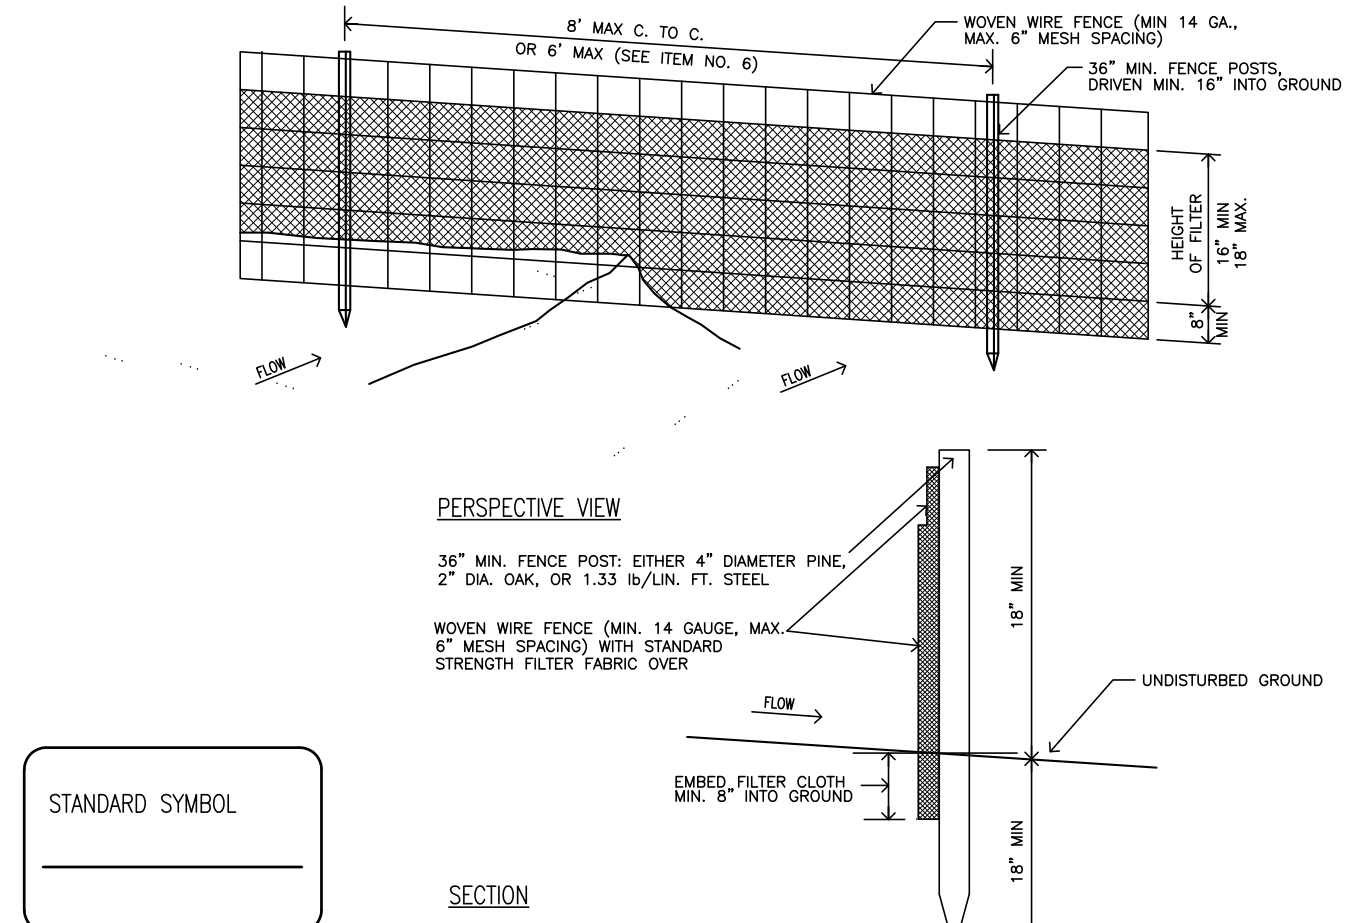 8' MAX C. TO C.
OR 6' MAX (SEE ITEM NO. 6)
WOVEN WIRE FENCE (MIN 14 GA.,
MAX. 6" MESH SPACING)
36" MIN. FENCE POSTS,
DRIVEN MIN. 16" INTO GROUND
HEIGHT
OF FILTER
16" MIN
18" MAX.
8"
MIN
FLOW
FLOW
PERSPECTIVE VIEW
36" MIN. FENCE POST: EITHER 4" DIAMETER PINE,
2" DIA. OAK, OR 1.33 lb/LIN. FT. STEEL
WOVEN WIRE FENCE (MIN. 14 GAUGE, MAX.
6" MESH SPACING) WITH STANDARD
STRENGTH FILTER FABRIC OVER
18" MIN
UNDISTURBED GROUND
FLOW
EMBED FILTER CLOTH
MIN. 8" INTO GROUND
18" MIN
STANDARD SYMBOL
SECTION